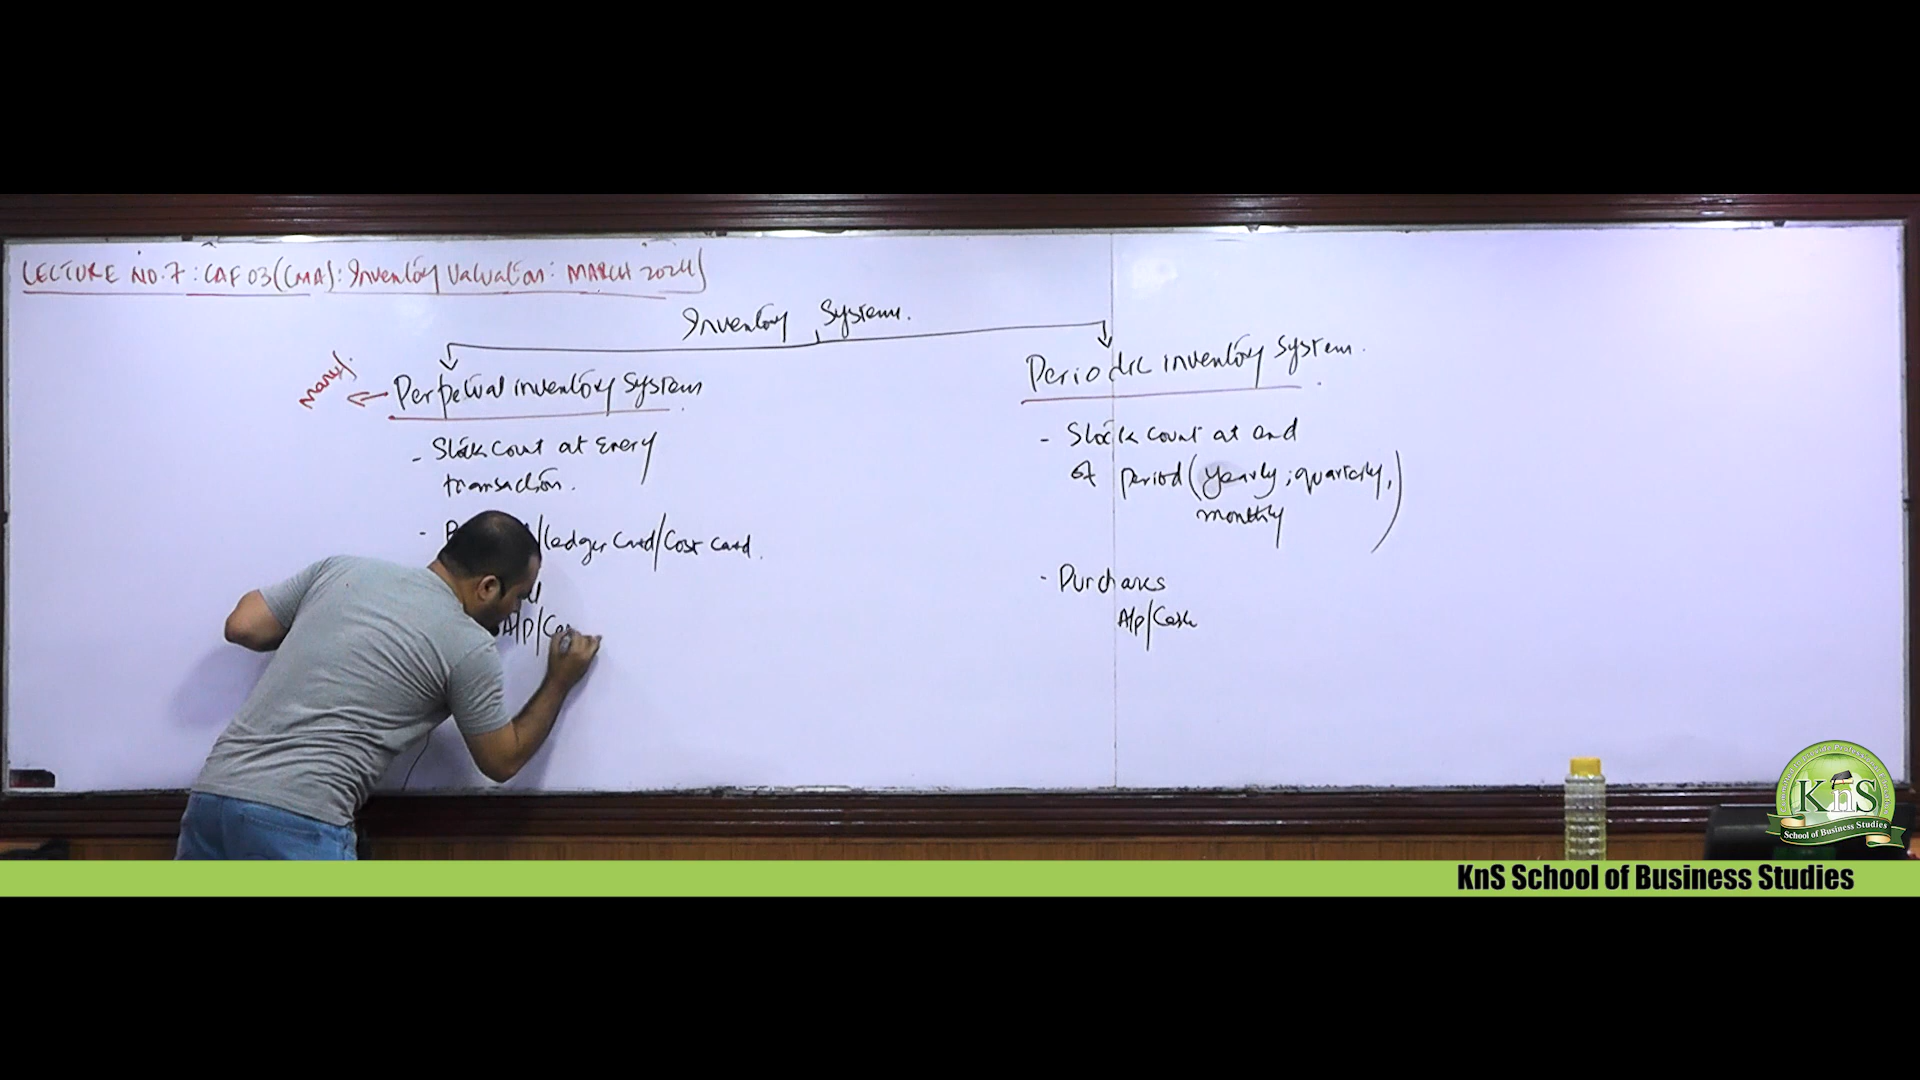 LECTURE NO.7: CAF 03 (CMA): Inventory Valuation: MARCH 2024)
Inventory Systems.
Perpetual inventory system
- Stock count at every
transaction.
/ledger card/cost card.
A/p/
Periodic inventory system.
- Stock count at end
of period (yearly; quarterly,
monthly)
- Purchases
A/p/Cash
KnS
School of Business Studies
KnS School of Business Studies